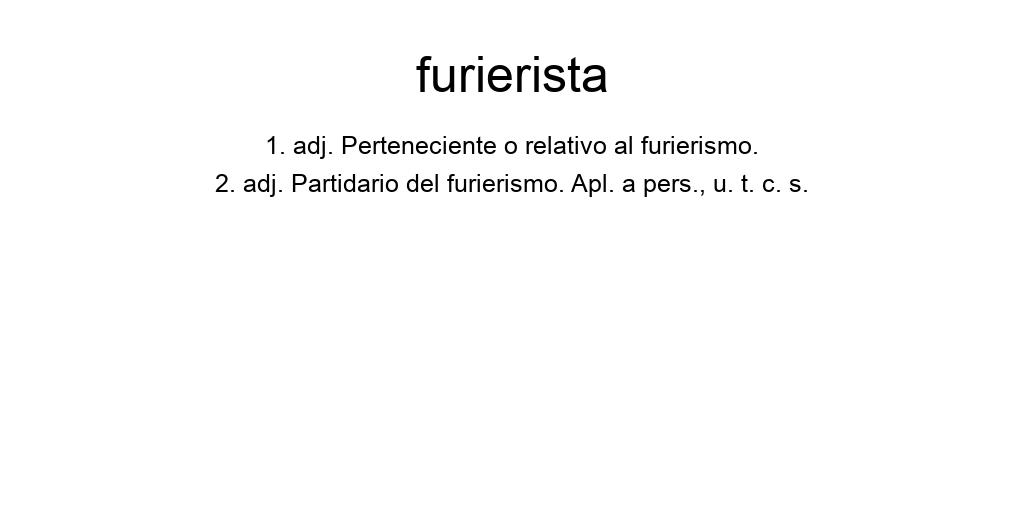 furierista
1. adj. Perteneciente o relativo al furierismo.
2. adj. Partidario del furierismo. Apl. a pers., u. t. c. s.